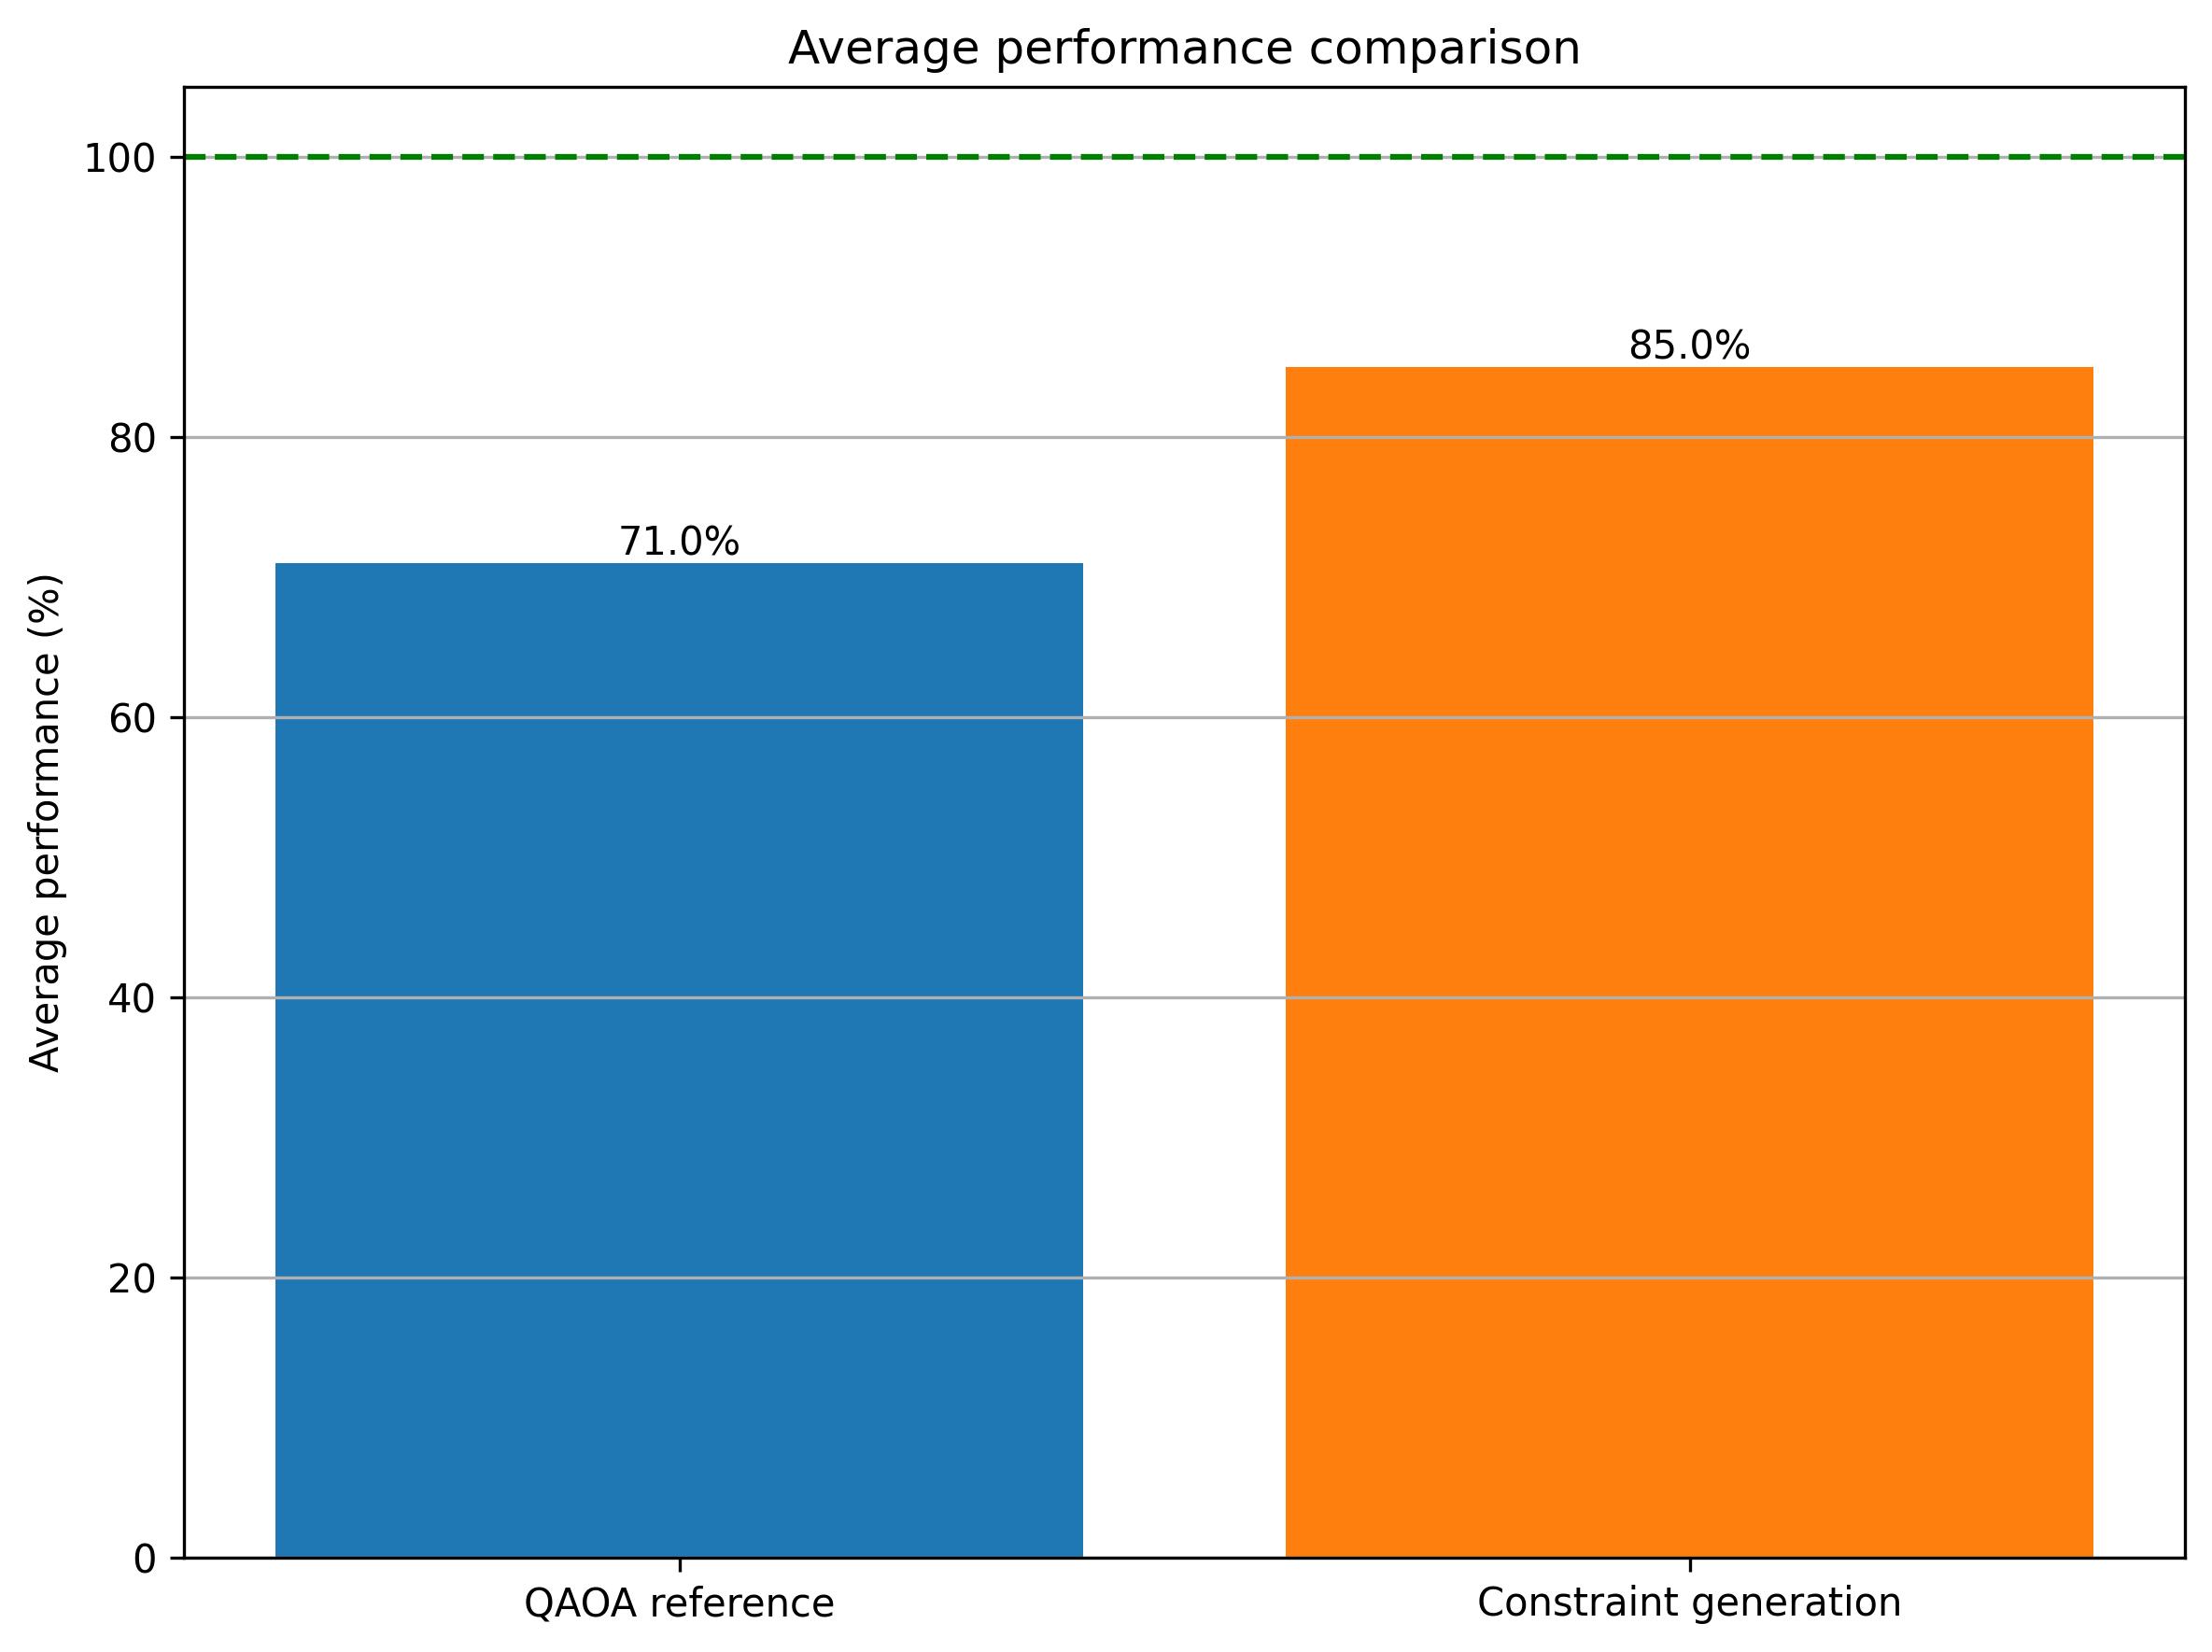 Average performance comparison
Average performance (%)
100
80
60
40
20
0
71.0%
85.0%
QAOA reference
Constraint generation